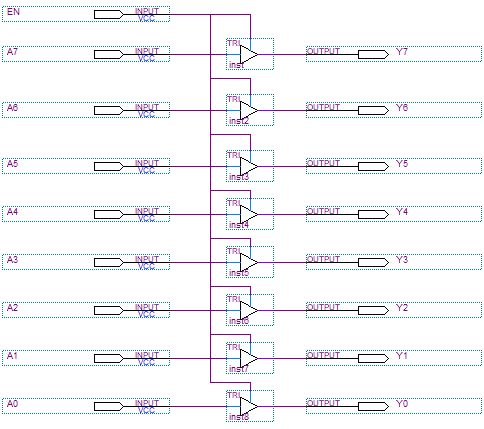 EN INPUT
VCC
A7 INPUT TRI OUTPUT Y7
VCC inst
A6 INPUT TRI OUTPUT Y6
VCC inst2
A5 INPUT TRI OUTPUT Y5
VCC inst3
A4 INPUT TRI OUTPUT Y4
VCC inst4
A3 INPUT TRI OUTPUT Y3
VCC inst5
A2 INPUT TRI OUTPUT Y2
VCC inst6
A1 INPUT TRI OUTPUT Y1
VCC inst7
A0 INPUT TRI OUTPUT Y0
VCC inst8